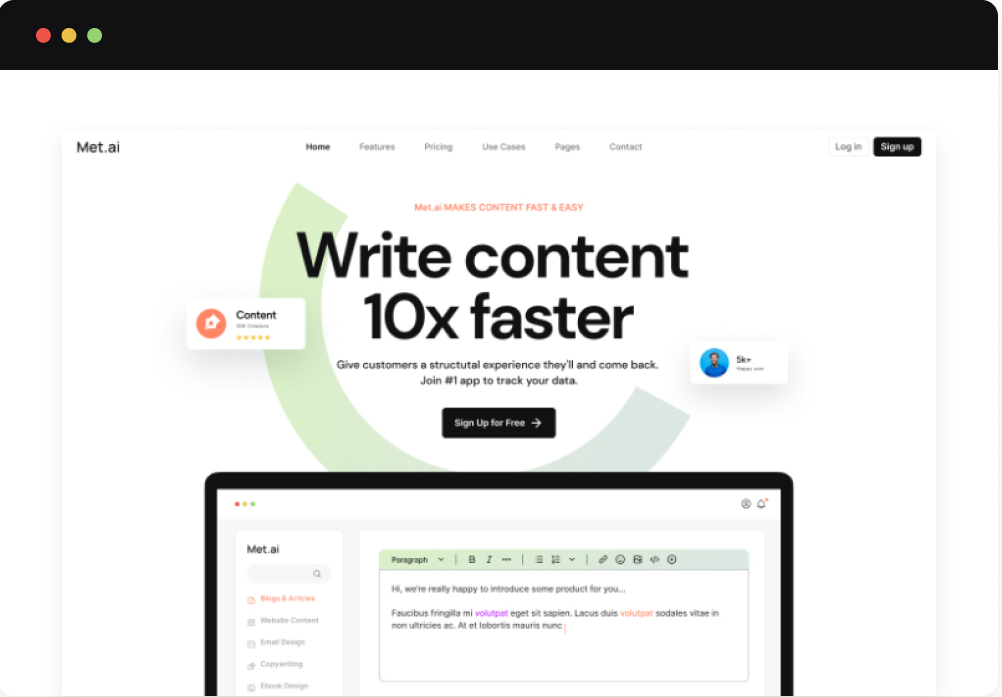 Met.ai
Home Features Pricing Use Cases Pages Contact
Log in Sign up
Met.ai MAKES CONTENT FAST & EASY
Write content
10x faster
Content
Creators
5k+
Give customers a structutal experience they'll and come back.
Join #1 app to track your data.
Sign Up for Free
Met.ai
Blogs & Articles
Website Content
Email Design
Copywriting
Ebook Design
Paragraph B I
Hi, we're really happy to introduce some product for you...
Faucibus fringilla mi volutpat eget sit sapien. Lacus duis volutpat sodales vitae in
non ultricies ac. At et lobortis mauris nunc